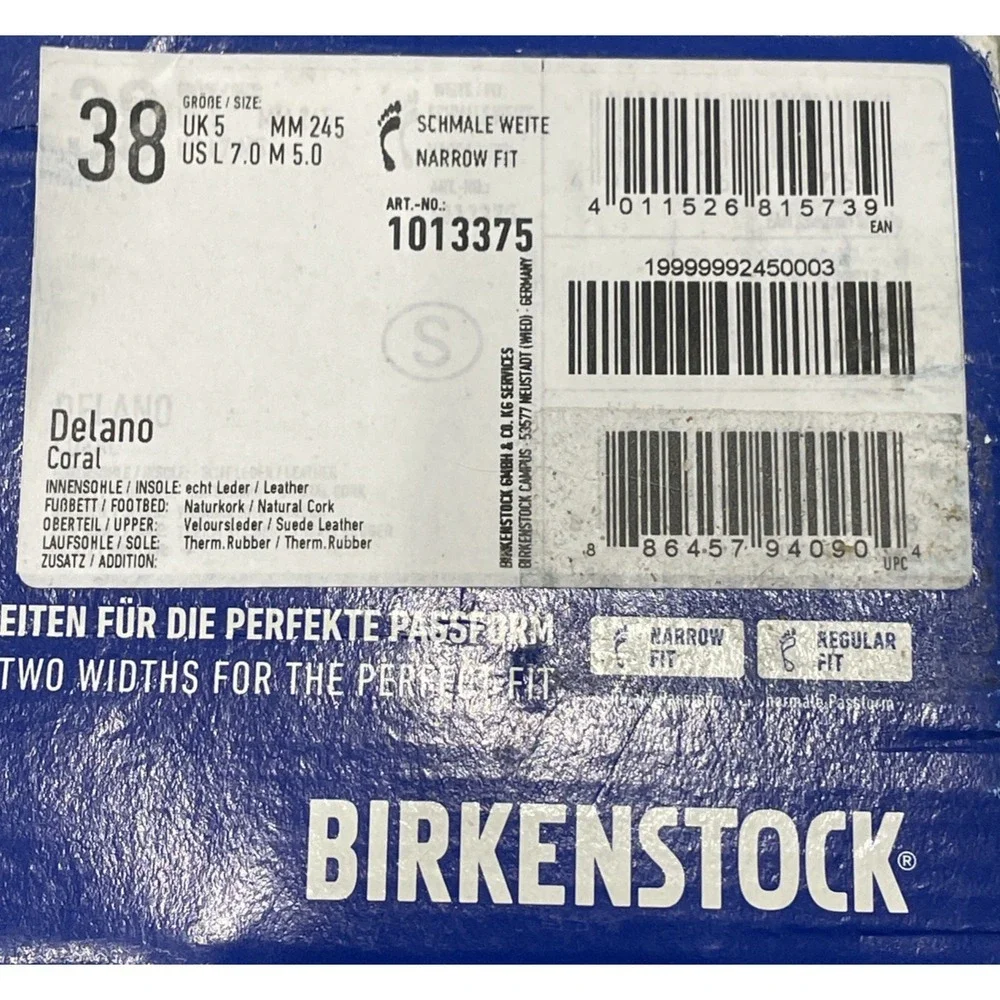 38
GRÖßE / SIZE:
UK 5 MM 245
US L 7.0 M 5.0
SCHMALE WEITE
NARROW FIT
ART.-NO.:
1013375
4 011526 815739
EAN
19999992450003
S
Delano
Coral
INNENSOHLE / INSOLE: echt Leder / Leather
FUßBETT / FOOTBED: Naturkork / Natural Cork
OBERTEIL / UPPER: Veloursleder / Suede Leather
LAUFSOHLE / SOLE: Therm.Rubber / Therm.Rubber
ZUSATZ / ADDITION:
BIRKENSTOCK GMBH & CO. KG SERVICES
BIRKENSTOCK CAMPUS · 53577 NEUSTADT (WIED) · GERMANY
8 86457 94090 4
UPC
EITEN FÜR DIE PERFEKTE PASSFORM
TWO WIDTHS FOR THE PERFECT FIT
NARROW
FIT
REGULAR
FIT
normale Passform
BIRKENSTOCK®